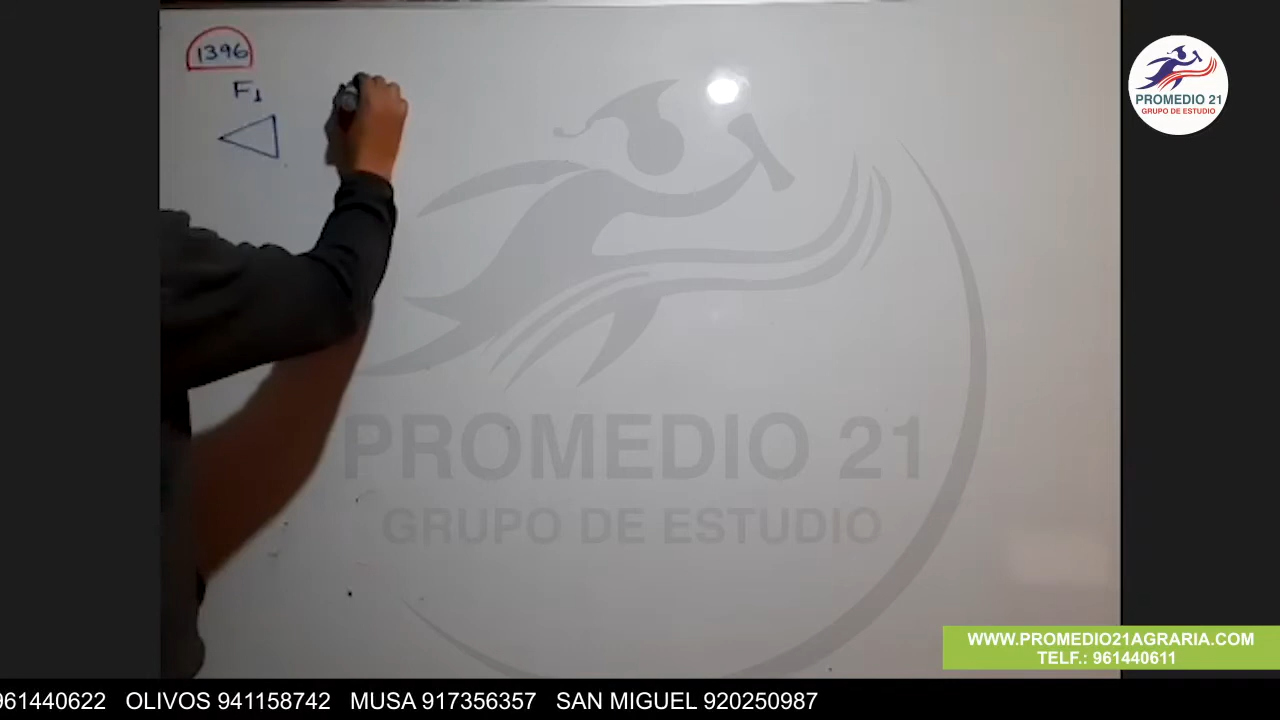 1396
F1
PROMEDIO 21
GRUPO DE ESTUDIO
PROMEDIO 21
GRUPO DE ESTUDIO
WWW.PROMEDIO21AGRARIA.COM
TELF.: 961440611
961440622 OLIVOS 941158742 MUSA 917356357 SAN MIGUEL 920250987